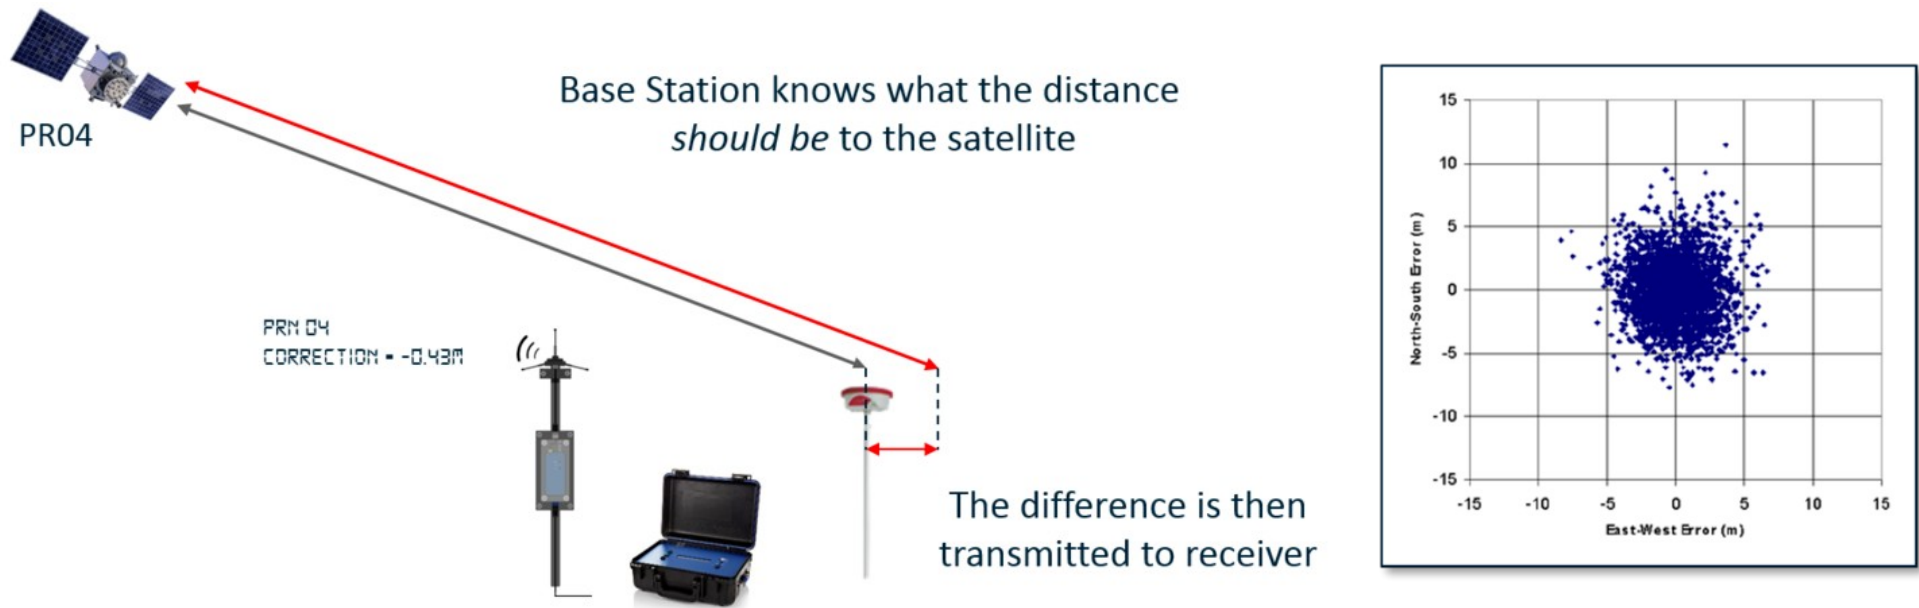 PR04
Base Station knows what the distance
should be to the satellite
PRN 04
CORRECTION = -0.43M
The difference is then
transmitted to receiver
15
10
5
0
-5
-10
-15
North-South Error (m)
-15 -10 -5 0 5 10 15
East-West Error (m)